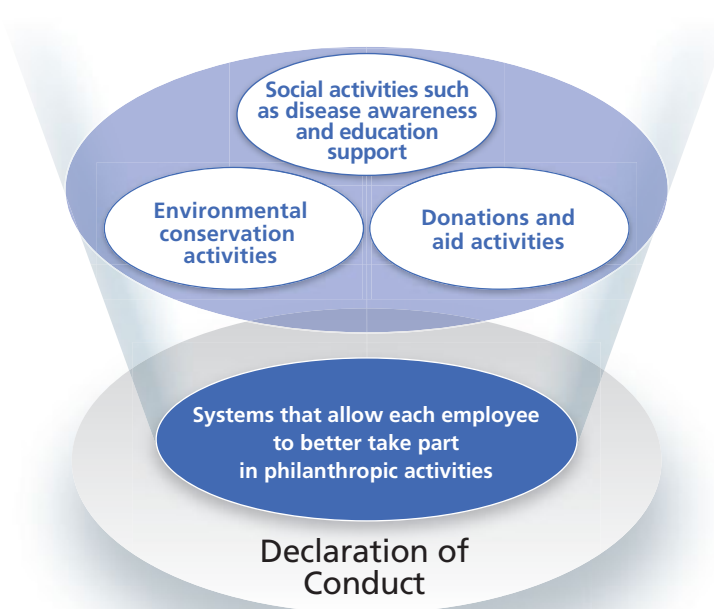 Social activities such
as disease awareness
and education
support
Environmental
conservation
activities
Donations and
aid activities
Systems that allow each employee
to better take part
in philanthropic activities
Declaration of
Conduct